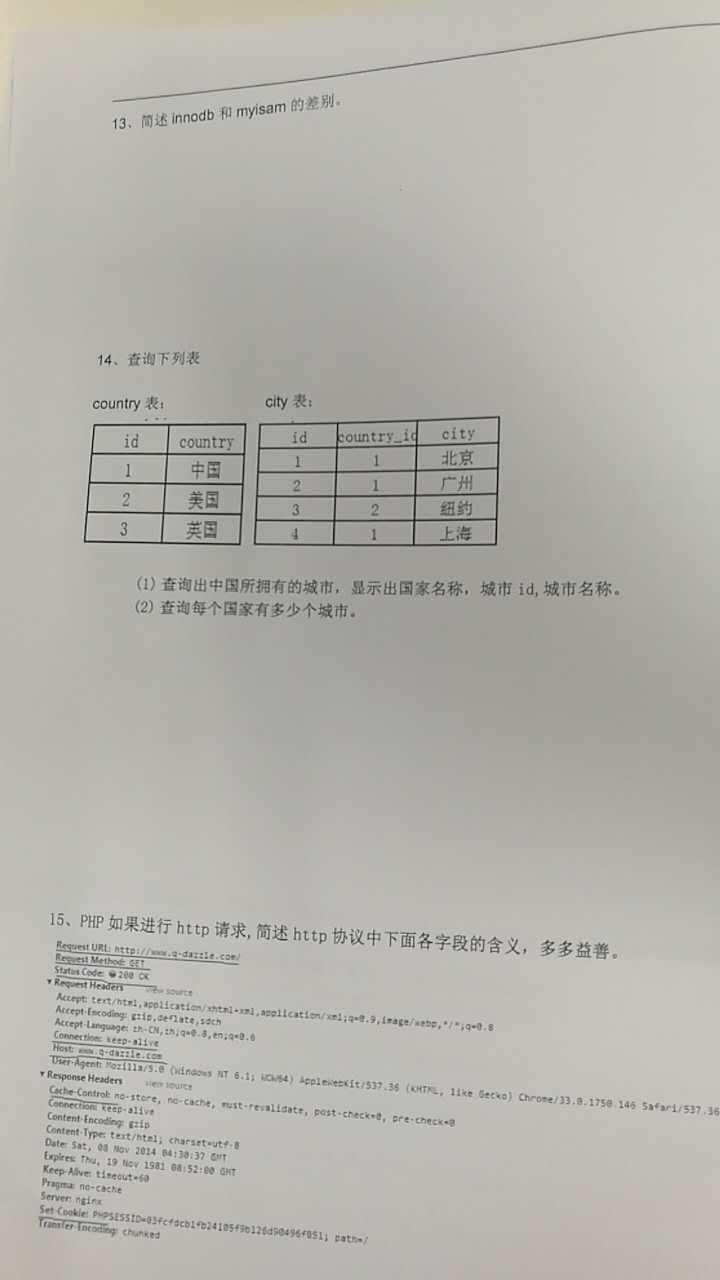 13、简述 innodb 和 myisam 的差别。
14、查询下列表
country 表: city 表:
id country
1 中国
2 美国
3 英国
id country_id city
1 1 北京
2 1 广州
3 2 纽约
4 1 上海
(1) 查询出中国所拥有的城市，显示出国家名称，城市 id,城市名称。
(2) 查询每个国家有多少个城市。
15、PHP 如果进行 http 请求,简述 http 协议中下面各字段的含义，多多益善。
Request URL: http://www.q-dazzle.com/
Request Method: GET
Status Code: 200 OK
▼ Request Headers view source
Accept: text/html,application/xhtml+xml,application/xml;q=0.9,image/webp,*/*;q=0.8
Accept-Encoding: gzip,deflate,sdch
Accept-Language: zh-CN,zh;q=0.8,en;q=0.6
Connection: keep-alive
Host: www.q-dazzle.com
User-Agent: Mozilla/5.0 (Windows NT 6.1; WOW64) AppleWebKit/537.36 (KHTML, like Gecko) Chrome/33.0.1750.146 Safari/537.36
▼ Response Headers view source
Cache-Control: no-store, no-cache, must-revalidate, post-check=0, pre-check=0
Connection: keep-alive
Content-Encoding: gzip
Content-Type: text/html; charset=utf-8
Date: Sat, 08 Nov 2014 04:30:37 GMT
Expires: Thu, 19 Nov 1981 08:52:00 GMT
Keep-Alive: timeout=60
Pragma: no-cache
Server: nginx
Set-Cookie: PHPSESSID=03fcfdcb1fb24105f9b126d90496f051; path=/
Transfer-Encoding: chunked